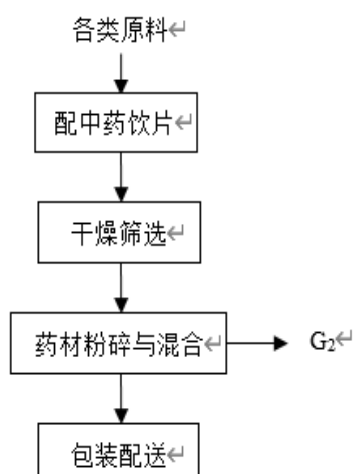 各类原料
配中药饮片
干燥筛选
药材粉碎与混合
G₂
包装配送